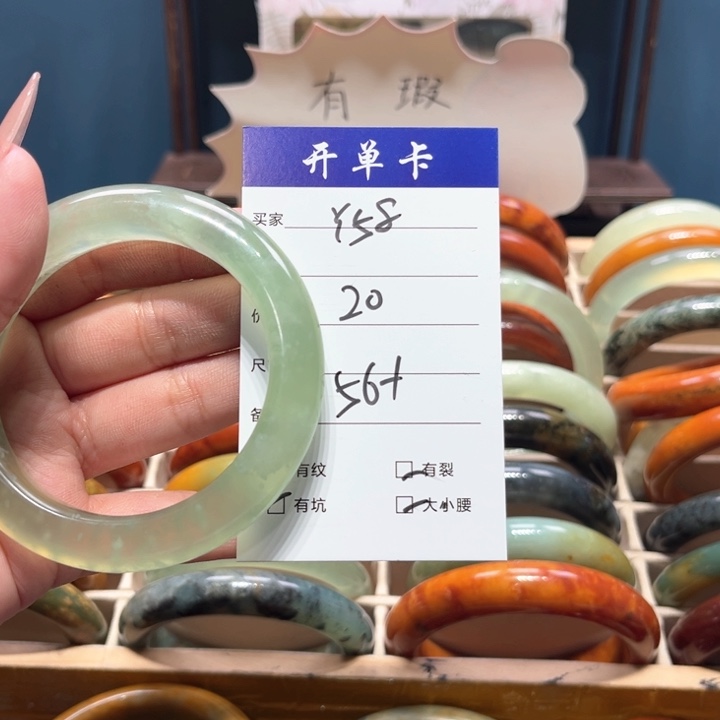 有 瑕
开单卡
买家 Y58
20
尺 56+
有纹 有裂
有坑 大小腰